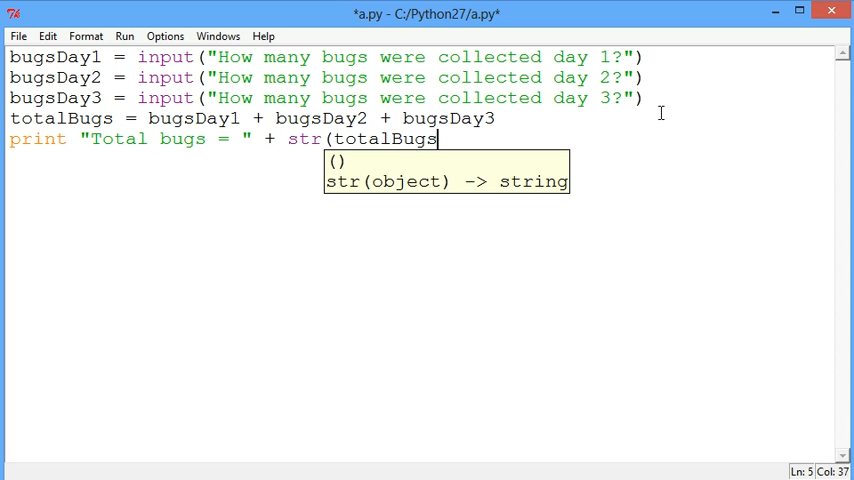 *a.py - C:/Python27/a.py*
File Edit Format Run Options Windows Help
bugsDay1 = input("How many bugs were collected day 1?")
bugsDay2 = input("How many bugs were collected day 2?")
bugsDay3 = input("How many bugs were collected day 3?")
totalBugs = bugsDay1 + bugsDay2 + bugsDay3
print "Total bugs = " + str(totalBugs
()
str(object) -> string
Ln: 5 Col: 37